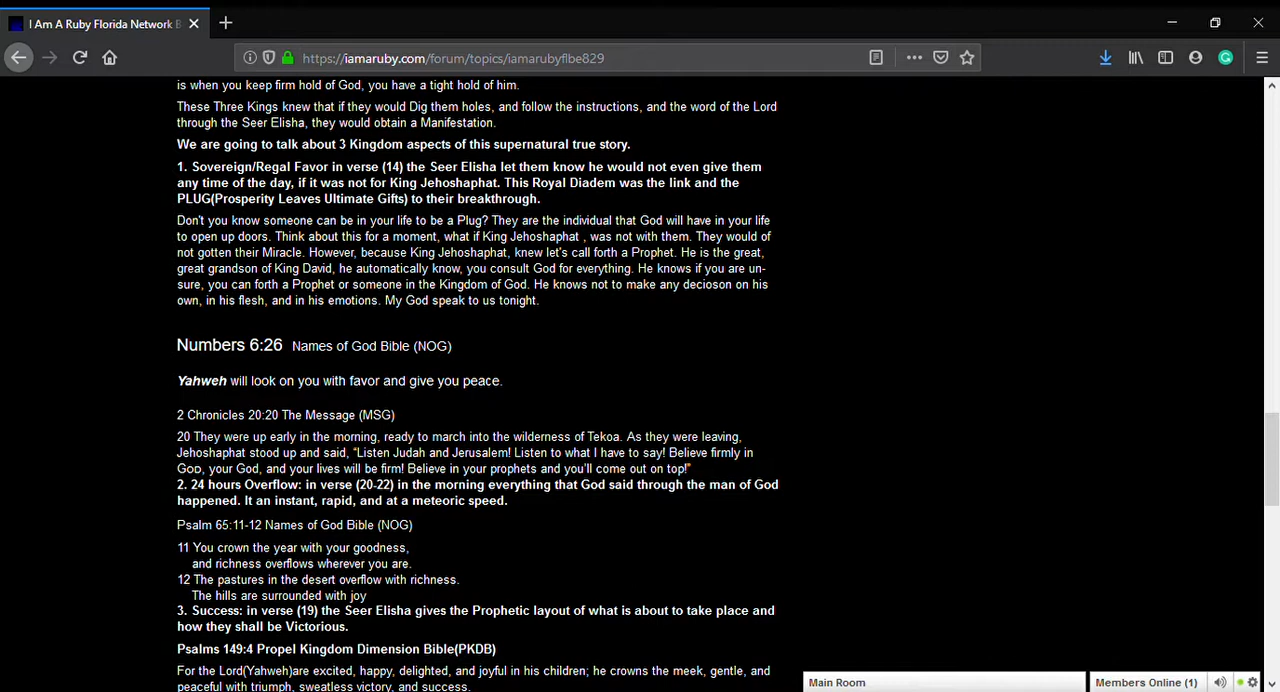 I Am A Ruby Florida Network B
https://iamaruby.com/forum/topics/iamarubyflbe829
is when you keep firm hold of God, you have a tight hold of him.
These Three Kings knew that if they would Dig them holes, and follow the instructions, and the word of the Lord
through the Seer Elisha, they would obtain a Manifestation.
We are going to talk about 3 Kingdom aspects of this supernatural true story.
1. Sovereign/Regal Favor in verse (14) the Seer Elisha let them know he would not even give them
any time of the day, if it was not for King Jehoshaphat. This Royal Diadem was the link and the
PLUG(Prosperity Leaves Ultimate Gifts) to their breakthrough.
Don't you know someone can be in your life to be a Plug? They are the individual that God will have in your life
to open up doors. Think about this for a moment, what if King Jehoshaphat , was not with them. They would of
not gotten their Miracle. However, because King Jehoshaphat, knew let's call forth a Prophet. He is the great,
great grandson of King David, he automatically know, you consult God for everything. He knows if you are un-
sure, you can forth a Prophet or someone in the Kingdom of God. He knows not to make any decioson on his
own, in his flesh, and in his emotions. My God speak to us tonight.
Numbers 6:26 Names of God Bible (NOG)
Yahweh will look on you with favor and give you peace.
2 Chronicles 20:20 The Message (MSG)
20 They were up early in the morning, ready to march into the wilderness of Tekoa. As they were leaving,
Jehoshaphat stood up and said, “Listen Judah and Jerusalem! Listen to what I have to say! Believe firmly in
God, your God, and your lives will be firm! Believe in your prophets and you’ll come out on top!”
2. 24 hours Overflow: in verse (20-22) in the morning everything that God said through the man of God
happened. It an instant, rapid, and at a meteoric speed.
Psalm 65:11-12 Names of God Bible (NOG)
11 You crown the year with your goodness,
and richness overflows wherever you are.
12 The pastures in the desert overflow with richness.
The hills are surrounded with joy
3. Success: in verse (19) the Seer Elisha gives the Prophetic layout of what is about to take place and
how they shall be Victorious.
Psalms 149:4 Propel Kingdom Dimension Bible(PKDB)
For the Lord(Yahweh)are excited, happy, delighted, and joyful in his children; he crowns the meek, gentle, and
peaceful with triumph, sweatless victory, and success.
Main Room
Members Online (1)